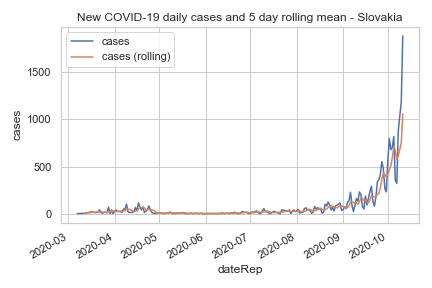 New COVID-19 daily cases and 5 day rolling mean - Slovakia
cases
cases (rolling)
1500
1000
500
0
cases
2020-03
2020-04
2020-05
2020-06
2020-07
2020-08
2020-09
2020-10
dateRep